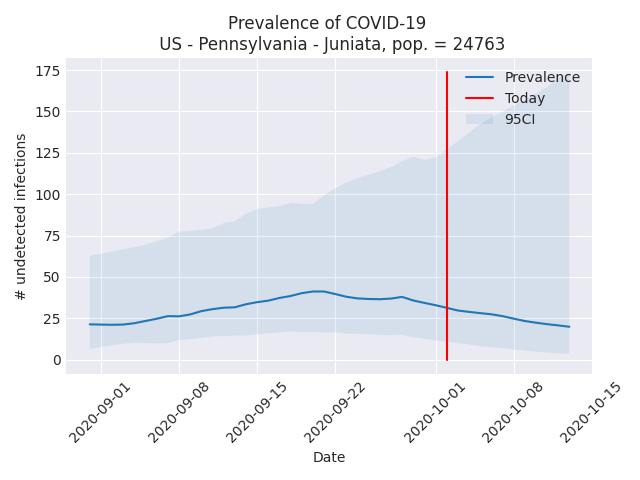 Prevalence of COVID-19
US - Pennsylvania - Juniata, pop. = 24763
175
150
125
100
75
50
25
0
# undetected infections
Prevalence
Today
95CI
2020-09-01
2020-09-08
2020-09-15
2020-09-22
2020-10-01
2020-10-08
2020-10-15
Date